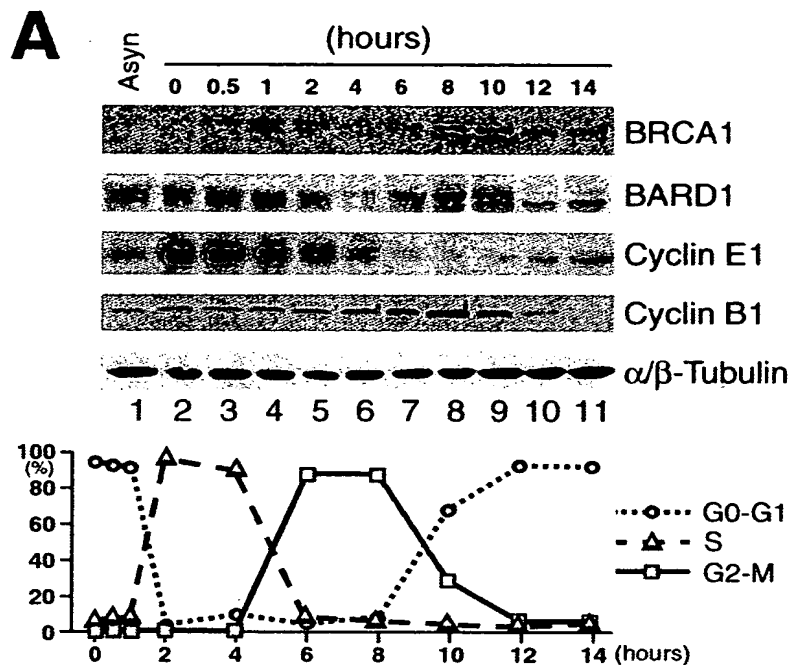 A
(hours)
Asyn 0 0.5 1 2 4 6 8 10 12 14
BRCA1
BARD1
Cyclin E1
Cyclin B1
α/β-Tubulin
1 2 3 4 5 6 7 8 9 10 11
100
(%)
80
60
40
20
0
G0-G1
S
G2-M
0 2 4 6 8 10 12 14 (hours)